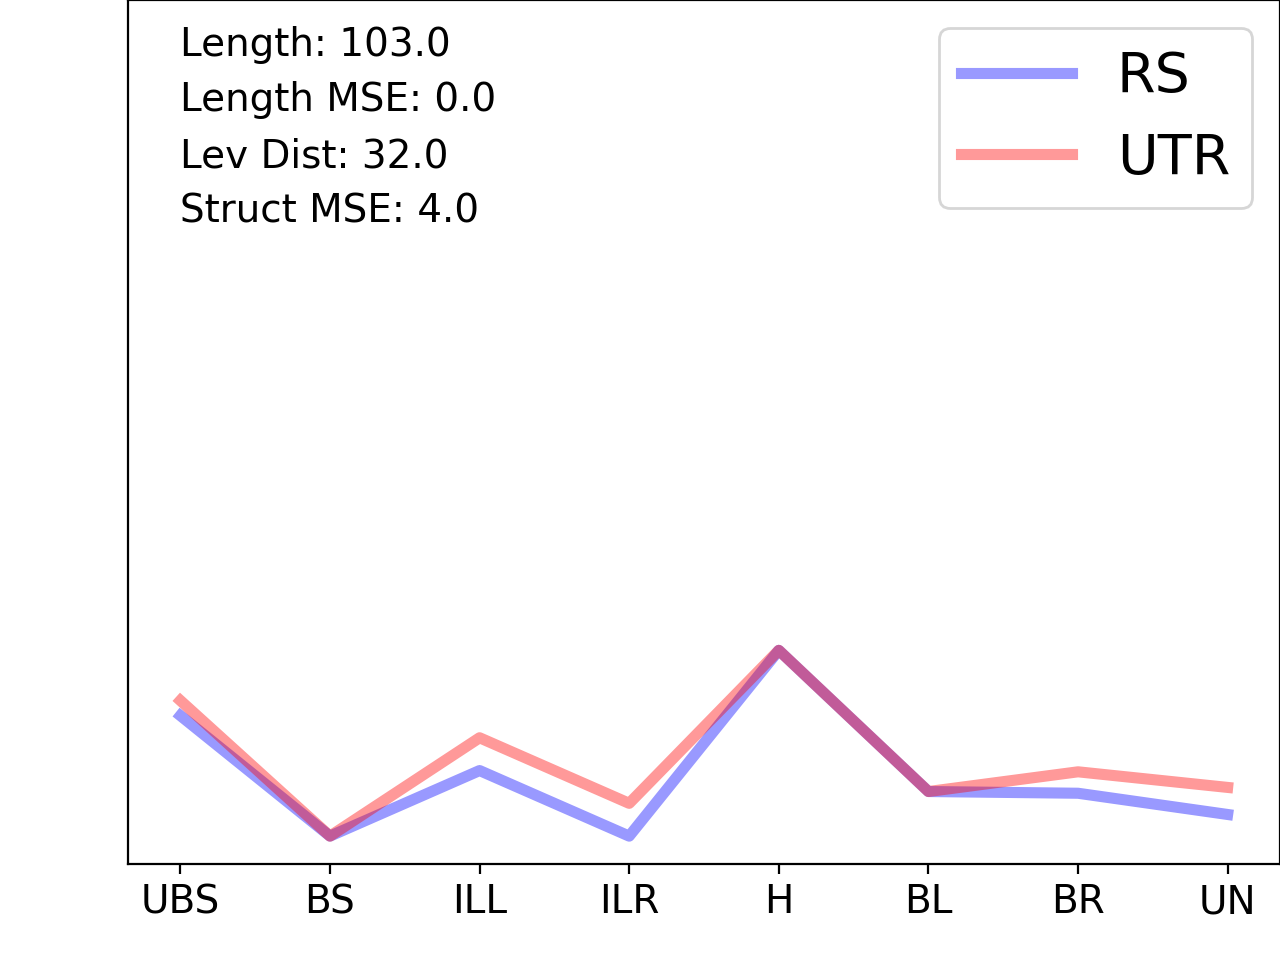 Length: 103.0
Length MSE: 0.0
Lev Dist: 32.0
Struct MSE: 4.0
RS
UTR
UBS BS ILL ILR H BL BR UN